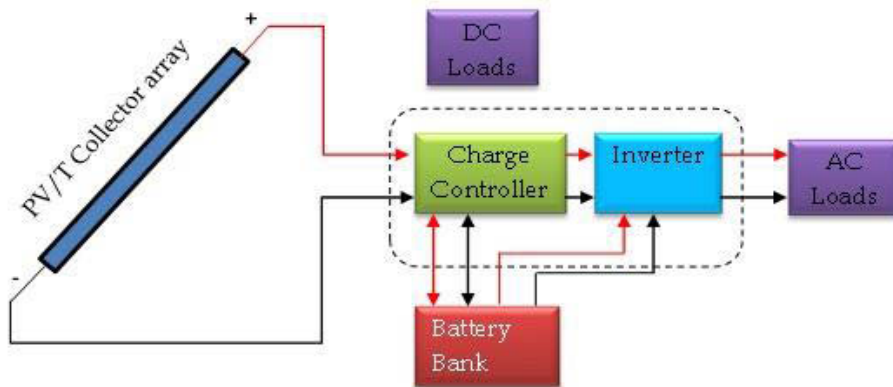 +
DC
Loads
PV/T Collector array
Charge
Controller
Inverter
AC
Loads
-
Battery
Bank